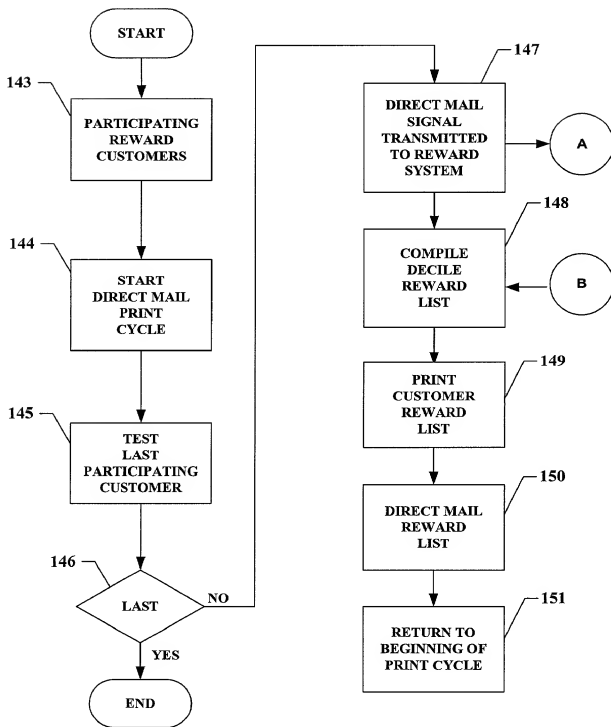 START
143
PARTICIPATING
REWARD
CUSTOMERS
144
START
DIRECT MAIL
PRINT
CYCLE
145
TEST
LAST
PARTICIPATING
CUSTOMER
146
LAST
NO
YES
END
147
DIRECT MAIL
SIGNAL
TRANSMITTED
TO REWARD
SYSTEM
A
148
COMPILE
DECILE
REWARD
LIST
B
149
PRINT
CUSTOMER
REWARD
LIST
150
DIRECT MAIL
REWARD
LIST
151
RETURN TO
BEGINNING OF
PRINT CYCLE